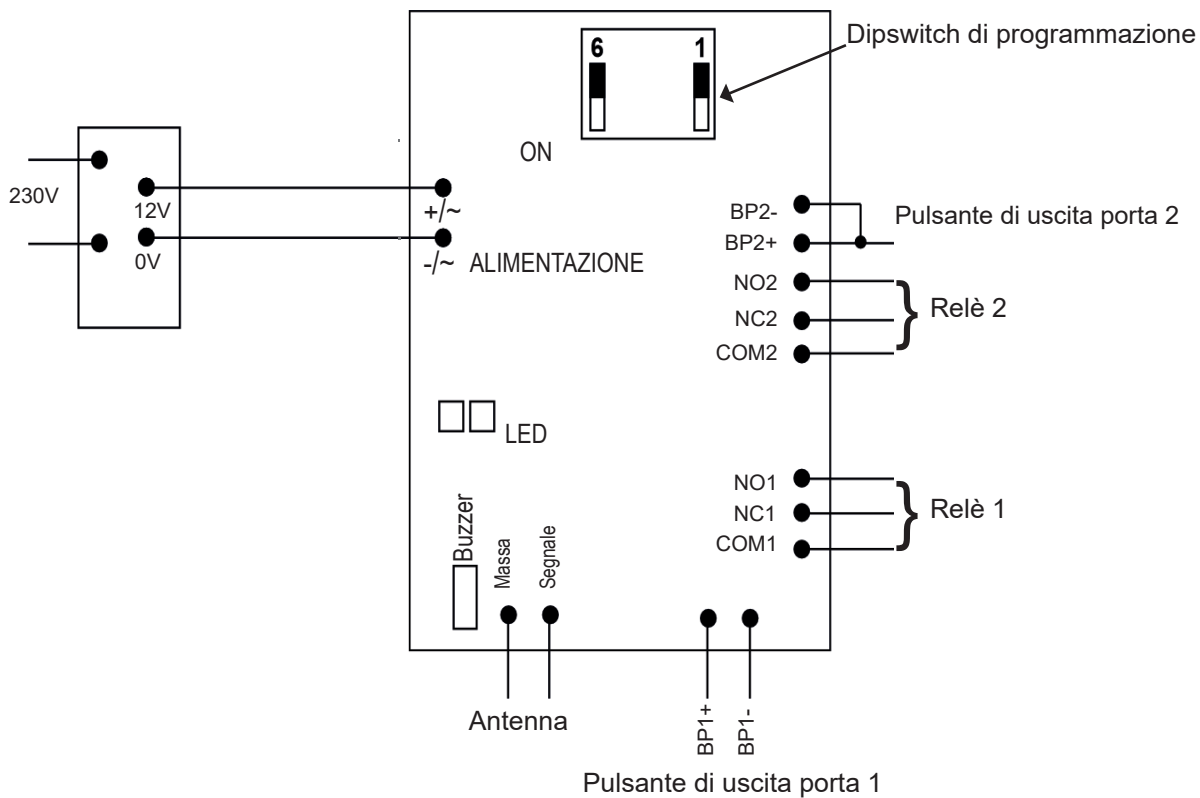 Dipswitch di programmazione
6 1
ON
230V
12V
0V
+/~
-/~ ALIMENTAZIONE
BP2-
BP2+
Pulsante di uscita porta 2
NO2
NC2
COM2
Relè 2
LED
NO1
NC1
COM1
Relè 1
Buzzer
Massa
Segnale
Antenna
BP1+
BP1-
Pulsante di uscita porta 1